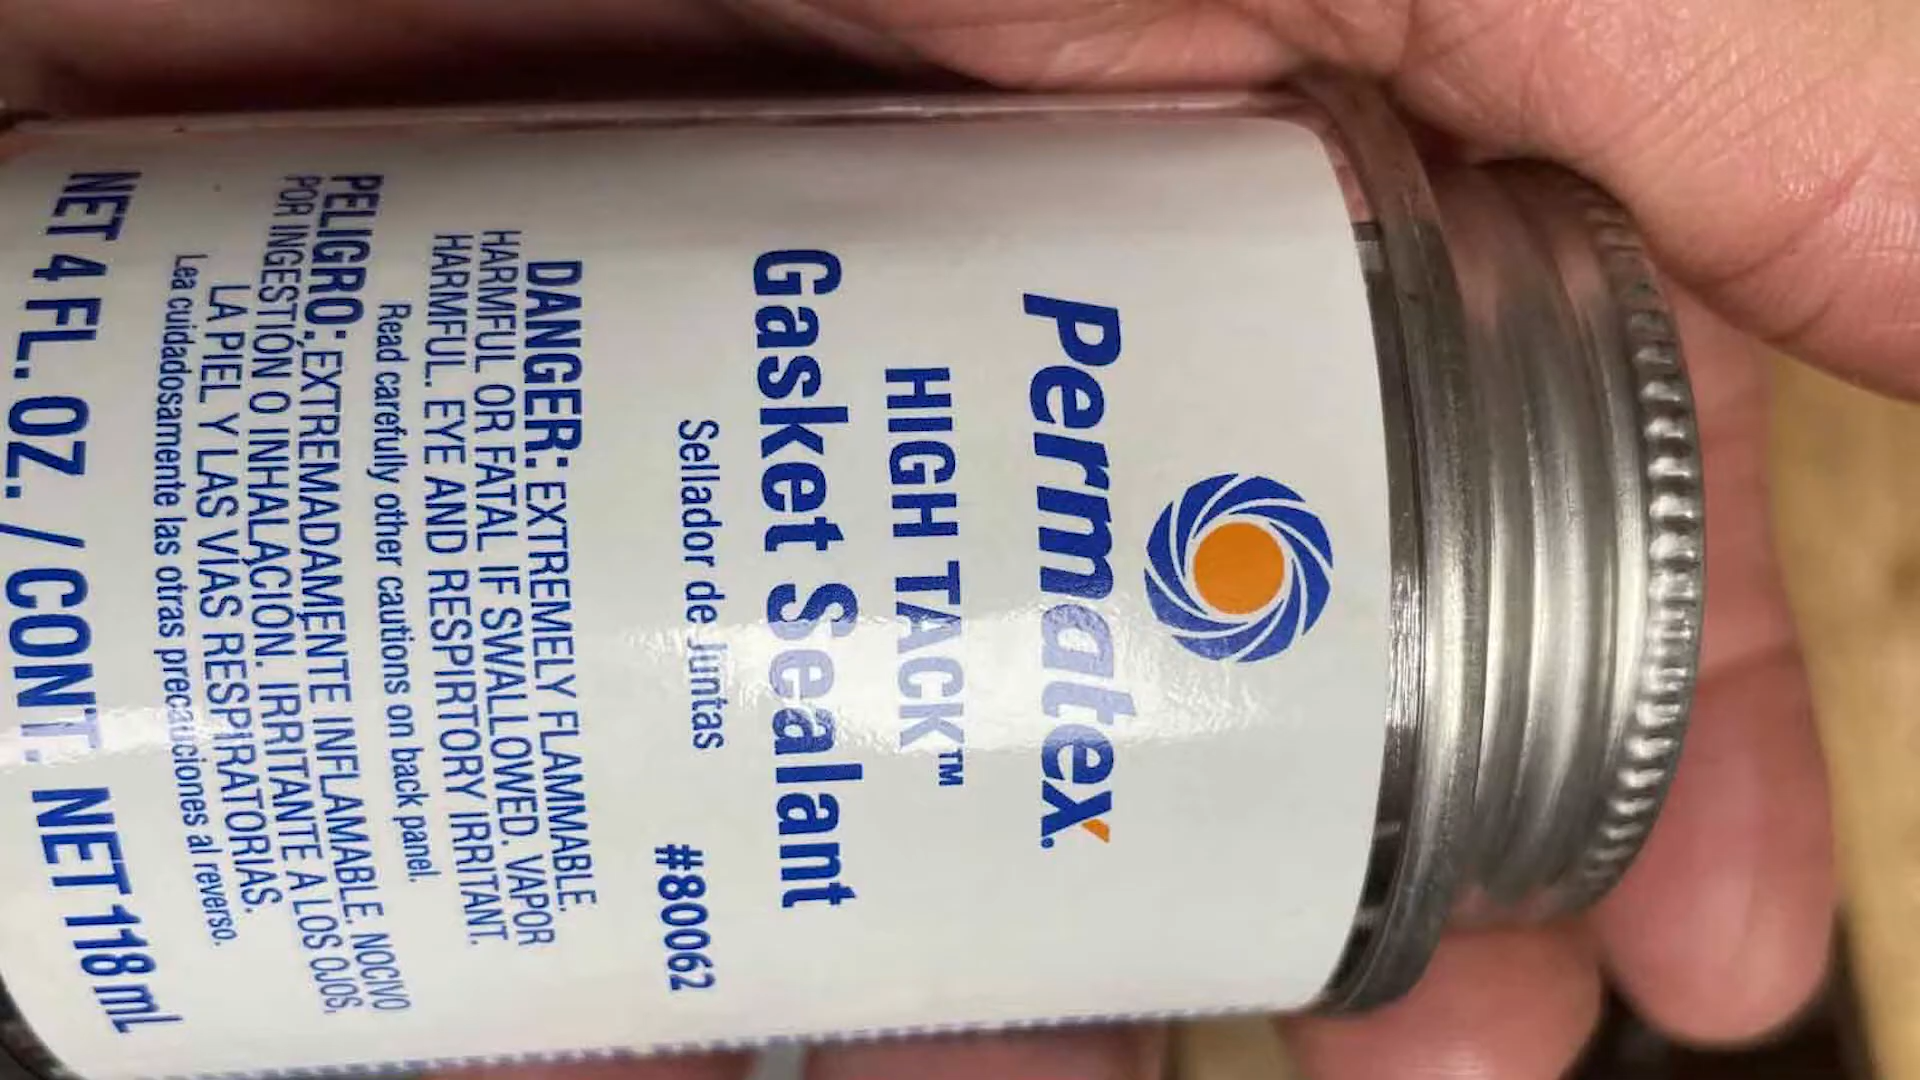 Permatex
HIGH TACK™
Gasket Sealant
Sellador de Juntas
#80062
DANGER: EXTREMELY FLAMMABLE.
HARMFUL OR FATAL IF SWALLOWED. VAPOR
HARMFUL. EYE AND RESPIRTORY IRRITANT.
Read carefully other cautions on back panel.
PELIGRO: EXTREMADAMENTE INFLAMABLE. NOCIVO
POR INGESTIÓN O INHALACIÓN. IRRITANTE A LOS OJOS,
LA PIEL Y LAS VÍAS RESPIRATORIAS.
Lea cuidadosamente las otras precauciones al reverso.
NET 4 FL. OZ. / CONT. NET 118 mL